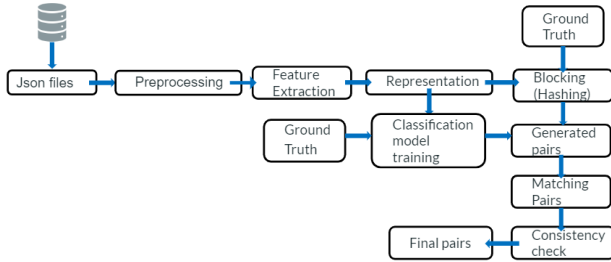 Ground
Truth
Json files
Preprocessing
Feature
Extraction
Representation
Blocking
(Hashing)
Ground
Truth
Classification
model
training
Generated
pairs
Matching
Pairs
Final pairs
Consistency
check